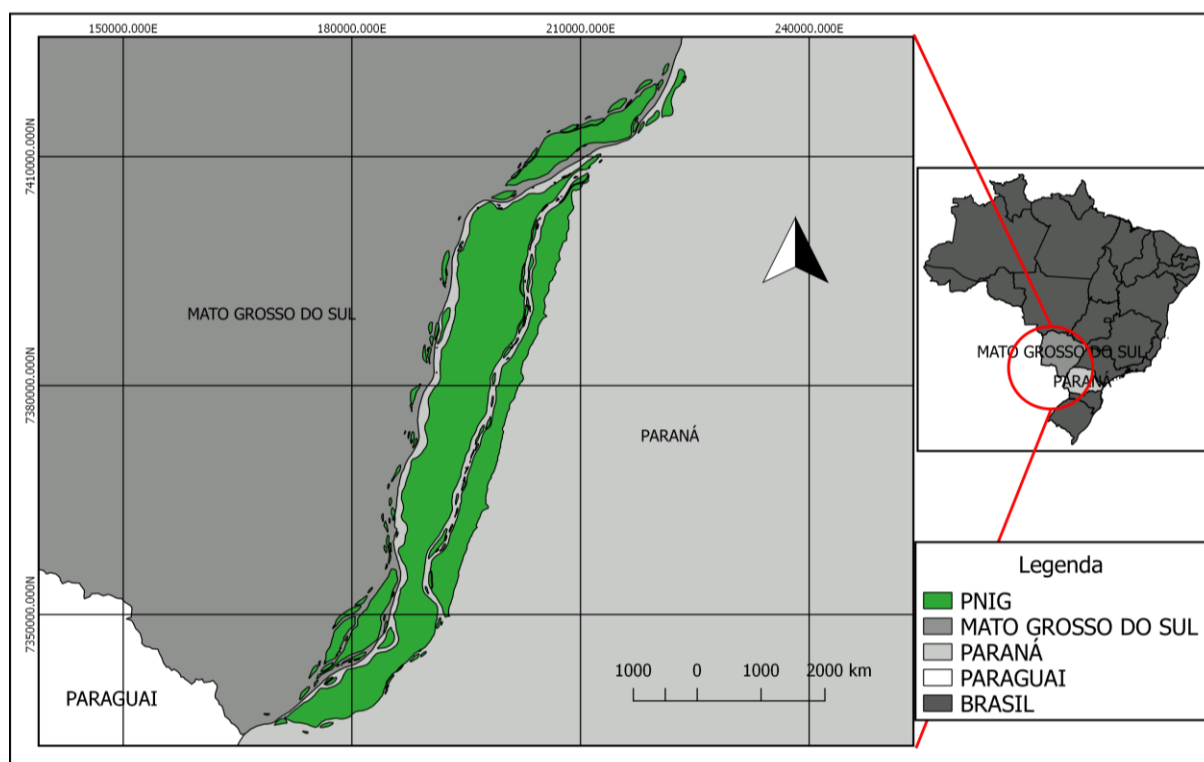 150000.000E
180000.000E
210000.000E
240000.000E
7410000.000N
7380000.000N
7350000.000N
MATO GROSSO DO SUL
PARANÁ
PARAGUAI
1000 0 1000 2000 km
MATO GROSSO DO SUL
PARANÁ
Legenda
PNIG
MATO GROSSO DO SUL
PARANÁ
PARAGUAI
BRASIL